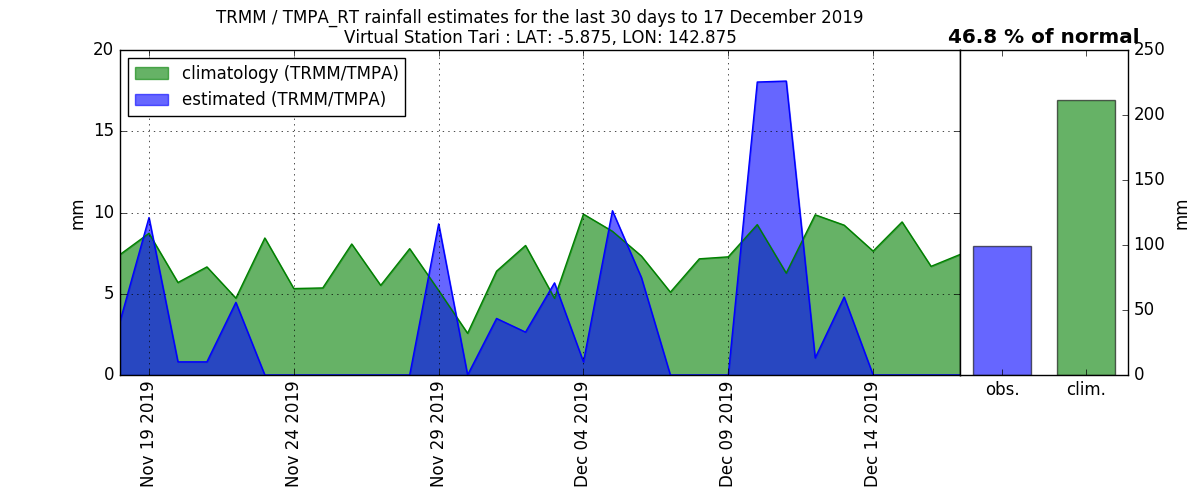 TRMM / TMPA_RT rainfall estimates for the last 30 days to 17 December 2019
Virtual Station Tari : LAT: -5.875, LON: 142.875
46.8 % of normal
climatology (TRMM/TMPA)
estimated (TRMM/TMPA)
20
15
10
5
0
mm
Nov 19 2019
Nov 24 2019
Nov 29 2019
Dec 04 2019
Dec 09 2019
Dec 14 2019
250
200
150
100
50
0
mm
obs.
clim.